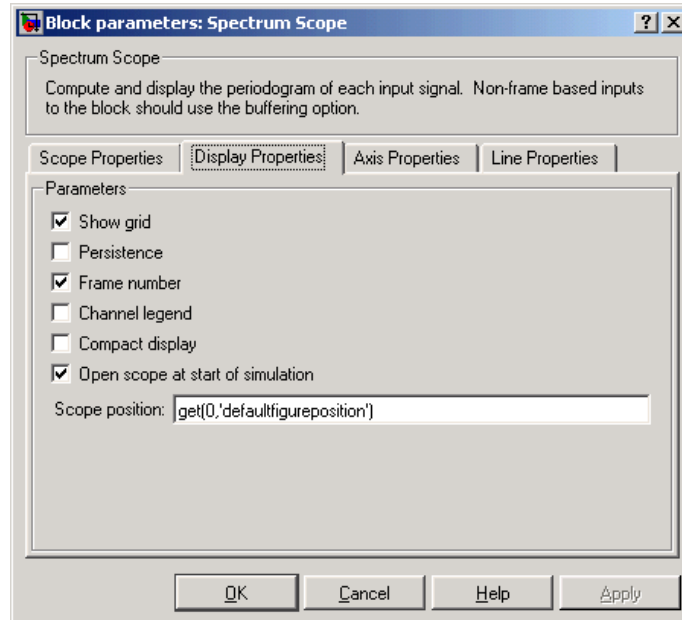 Block parameters: Spectrum Scope
Spectrum Scope
Compute and display the periodogram of each input signal.  Non-frame based inputs
to the block should use the buffering option.
Scope Properties Display Properties Axis Properties Line Properties
Parameters
Show grid
Persistence
Frame number
Channel legend
Compact display
Open scope at start of simulation
Scope position: get(0,'defaultfigureposition')
OK Cancel Help Apply